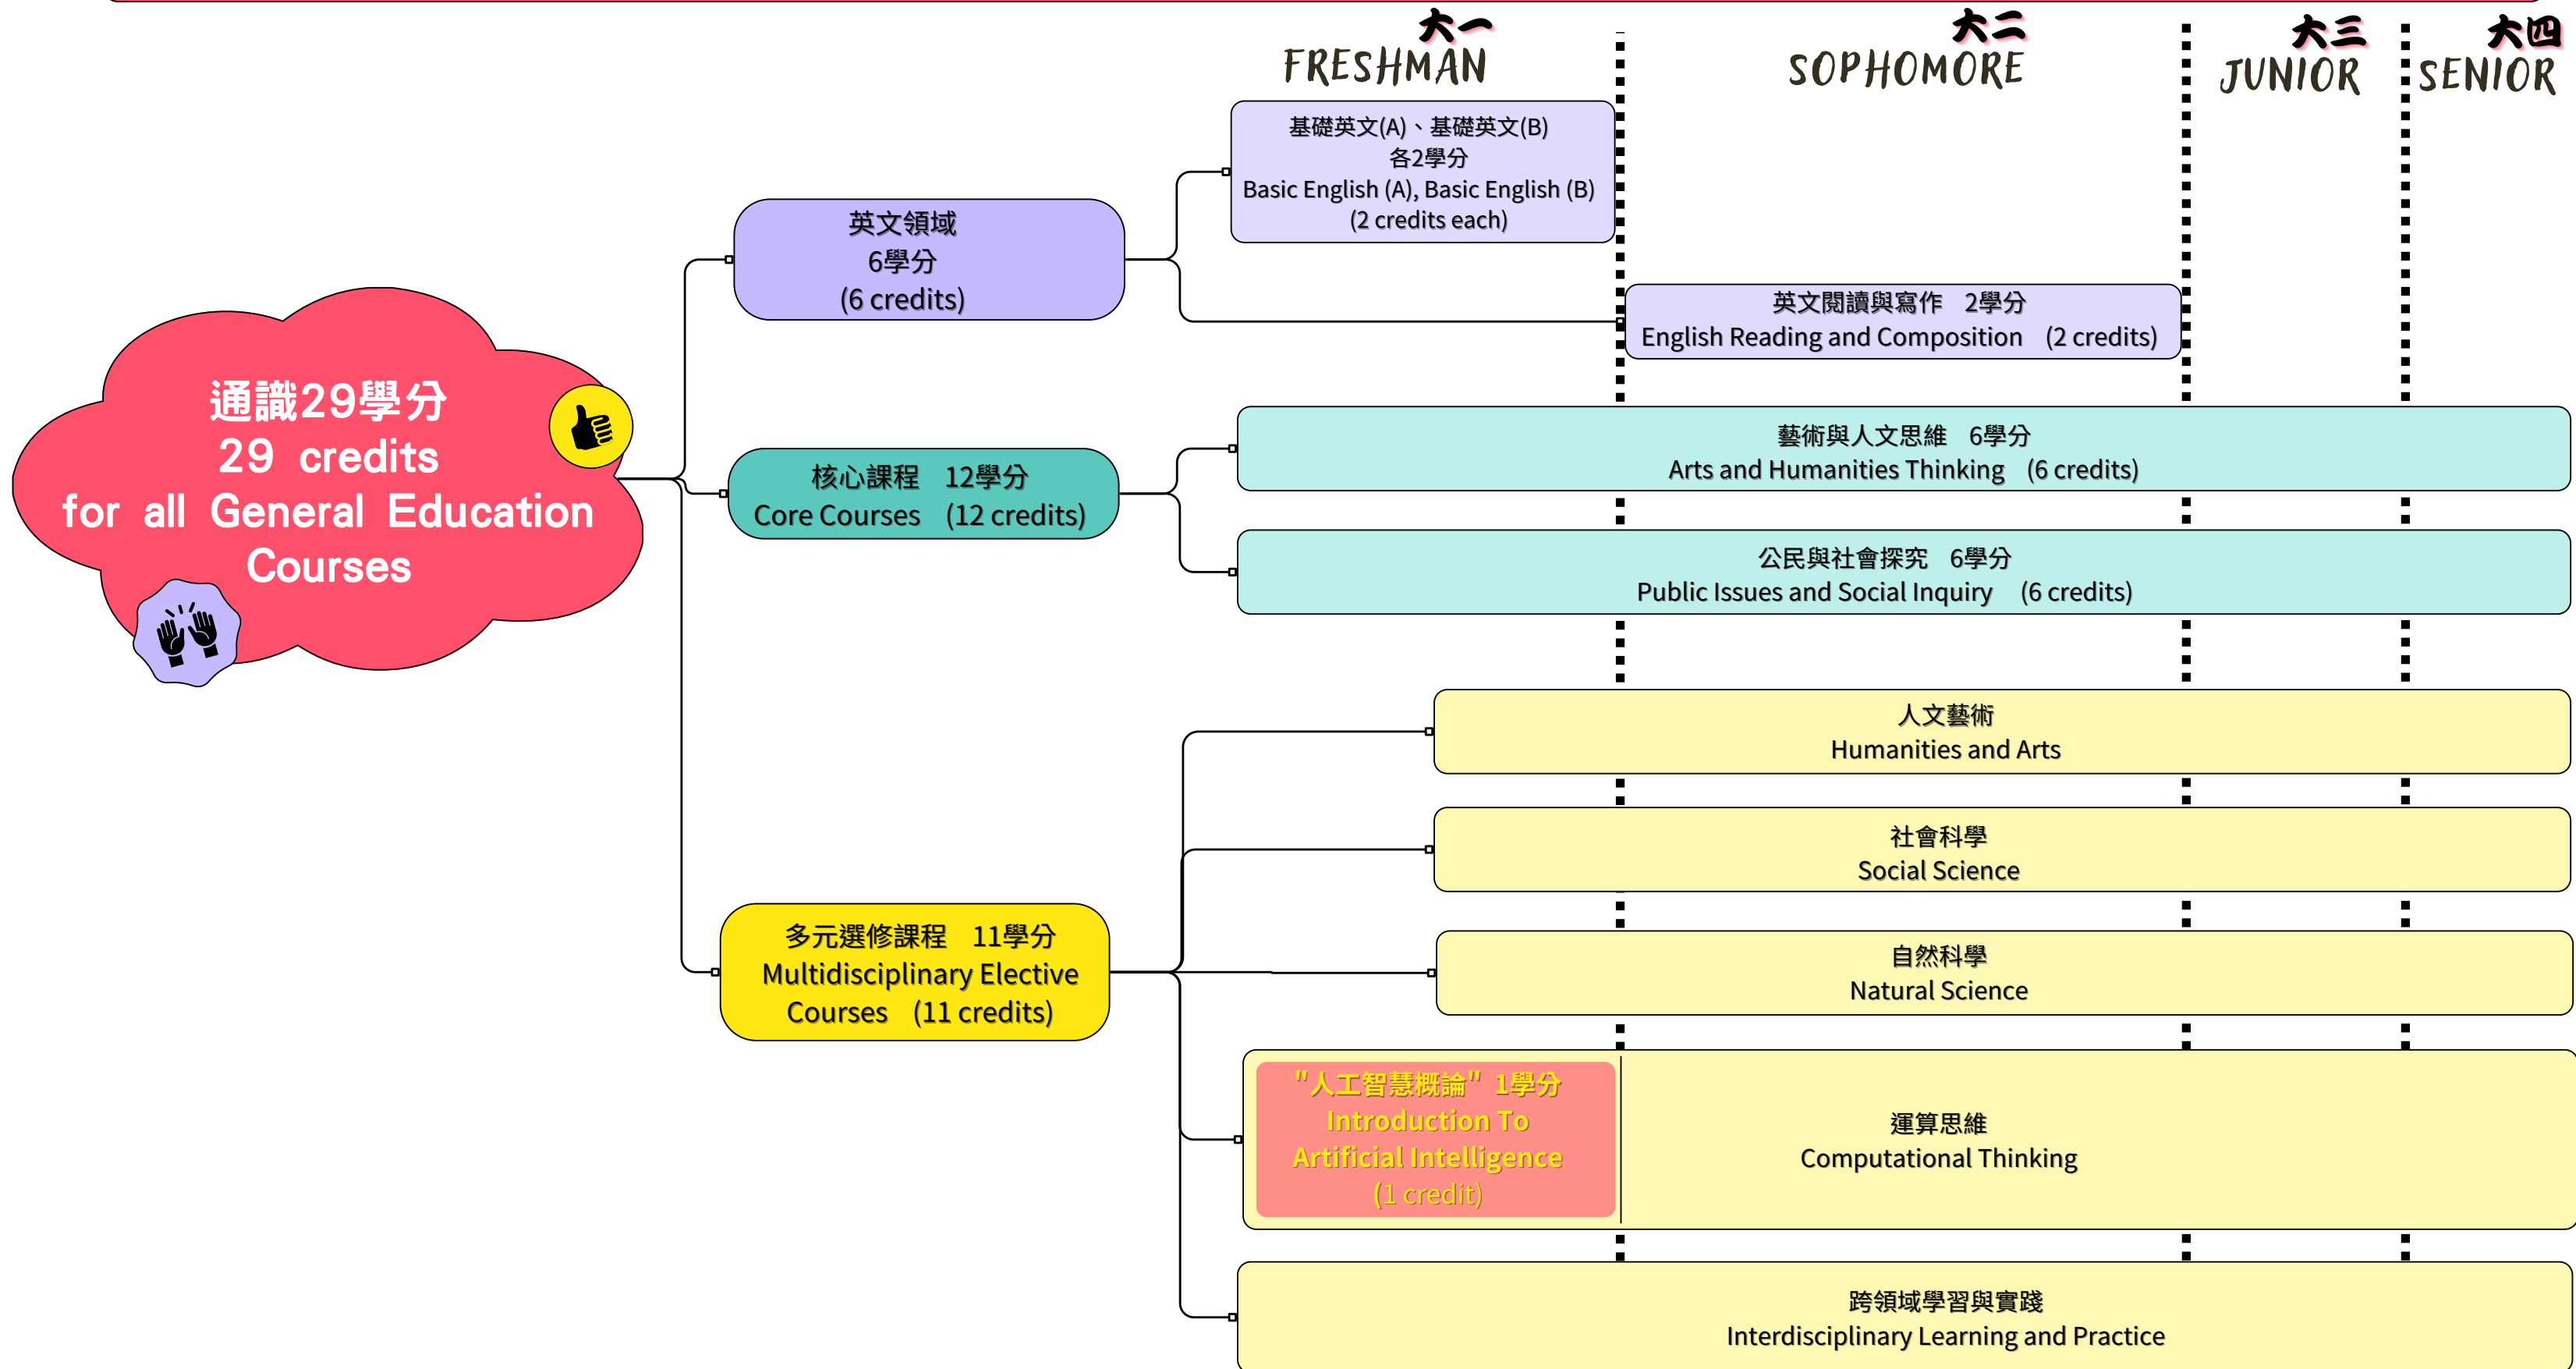 大一
FRESHMAN
大二
SOPHOMORE
大三
JUNIOR
大四
SENIOR
通識29學分
29 credits
for all General Education
Courses
英文領域
6學分
(6 credits)
基礎英文(A)、基礎英文(B)
各2學分
Basic English (A), Basic English (B)
(2 credits each)
英文閱讀與寫作 2學分
English Reading and Composition (2 credits)
核心課程 12學分
Core Courses (12 credits)
藝術與人文思維 6學分
Arts and Humanities Thinking (6 credits)
公民與社會探究 6學分
Public Issues and Social Inquiry (6 credits)
多元選修課程 11學分
Multidisciplinary Elective
Courses (11 credits)
人文藝術
Humanities and Arts
社會科學
Social Science
自然科學
Natural Science
"人工智慧概論" 1學分
Introduction To
Artificial Intelligence
(1 credit)
運算思維
Computational Thinking
跨領域學習與實踐
Interdisciplinary Learning and Practice